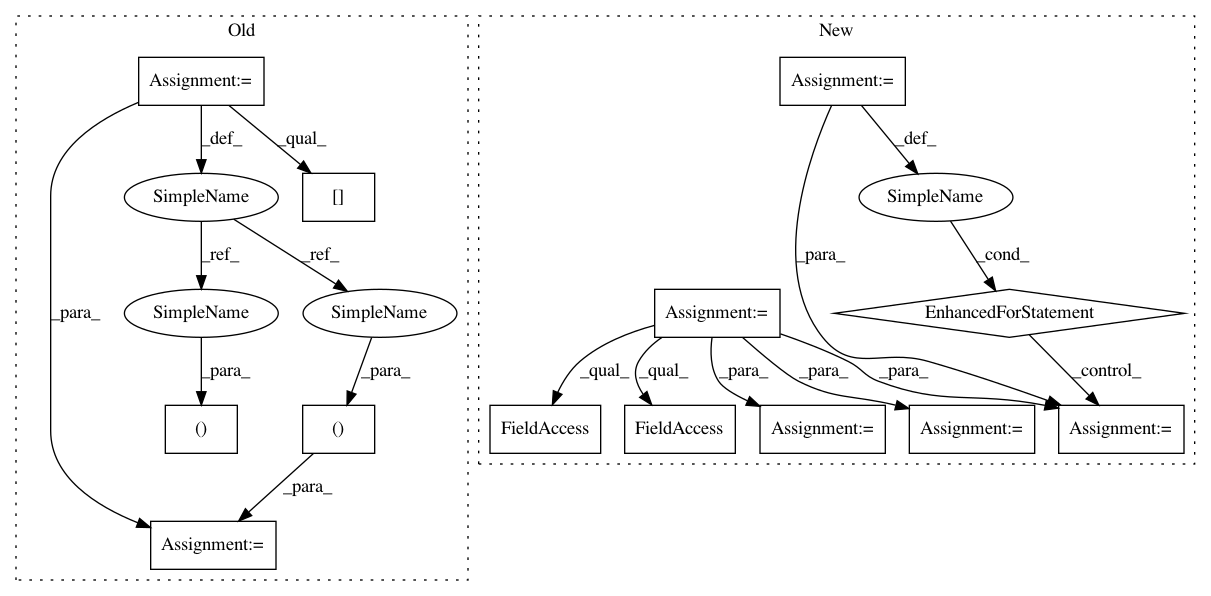 Old
New
Assignment:=
Assignment:=
_def_
_qual_
_def_
SimpleName
[]
SimpleName
_ref_
_ref_
_para_
_cond_
_para_
SimpleName
SimpleName
Assignment:=
EnhancedForStatement
_para_
_para_
_qual_
_qual_
_para_
_para_
_para_
_control_
()
()
FieldAccess
FieldAccess
Assignment:=
Assignment:=
Assignment:=
_para_
Assignment:=